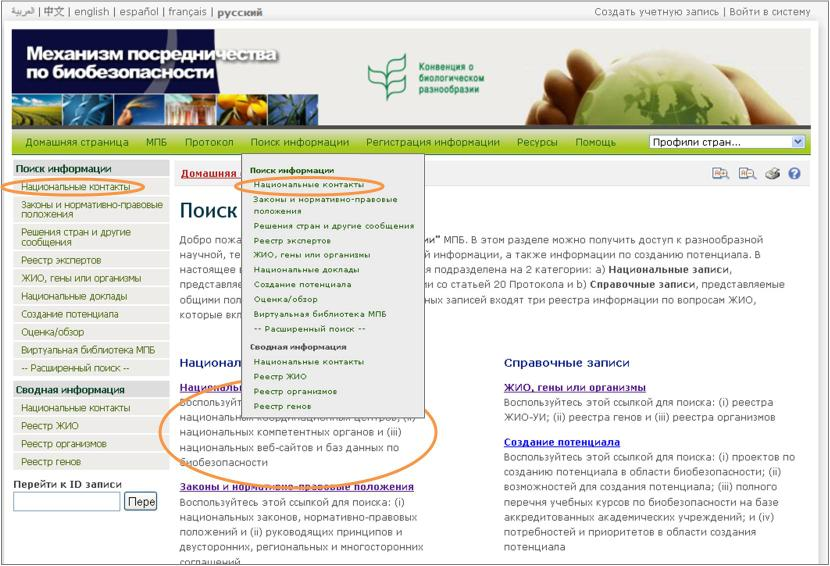 العربية | 中文 | english | español | français | русский
Создать учетную запись | Войти в систему
Механизм посредничества
по биобезопасности
Конвенция о
биологическом
разнообразии
Домашняя страница МПБ Протокол Поиск информации Регистрация информации Ресурсы Помощь Профили стран...
Поиск информации
Национальные контакты
Законы и нормативно-правовые
положения
Решения стран и другие
сообщения
Реестр экспертов
ЖИО, гены или организмы
Национальные доклады
Создание потенциала
Оценка/обзор
Виртуальная библиотека МПБ
-- Расширенный поиск --
Сводная информация
Национальные контакты
Реестр ЖИО
Реестр организмов
Реестр генов
Перейти к ID записи
Пере
Поиск информации
Национальные контакты
Законы и нормативно-правовые
положения
Решения стран и другие сообщения
Реестр экспертов
ЖИО, гены или организмы
Национальные доклады
Создание потенциала
Оценка/обзор
Виртуальная библиотека МПБ
-- Расширенный поиск --
Сводная информация
Национальные контакты
Реестр ЖИО
Реестр организмов
Реестр генов
Домашняя
Поиск
Добро пожа ии" МПБ. В этом разделе можно получить доступ к разнообразной
научной, те й информации, а также информации по созданию потенциала. В
настоящее в я подразделена на 2 категории: a) Национальные записи,
представляе и со статьей 20 Протокола и b) Справочные записи, представляемые
общими пол ных записей входят три реестра информации по вопросам ЖИО,
которые вкл
Национал
Национал
Воспользуйт
национальных координационных центров; (ii)
национальных компетентных органов и (iii)
национальных веб-сайтов и баз данных по
биобезопасности
Законы и нормативно-правовые положения
Воспользуйтесь этой ссылкой для поиска: (i)
национальных законов, нормативно-правовых
положений и (ii) руководящих принципов и
двусторонних, региональных и многосторонних
соглашений
Справочные записи
ЖИО, гены или организмы
Воспользуйтесь этой ссылкой для поиска: (i) реестра
ЖИО-УИ; (ii) реестра генов и (iii) реестра организмов
Создание потенциала
Воспользуйтесь этой ссылкой для поиска: (i) проектов по
созданию потенциала в области биобезопасности; (ii)
возможностей для создания потенциала; (iii) полного
перечня учебных курсов по биобезопасности на базе
аккредитованных академических учреждений; и (iv)
потребностей и приоритетов в области создания
потенциала